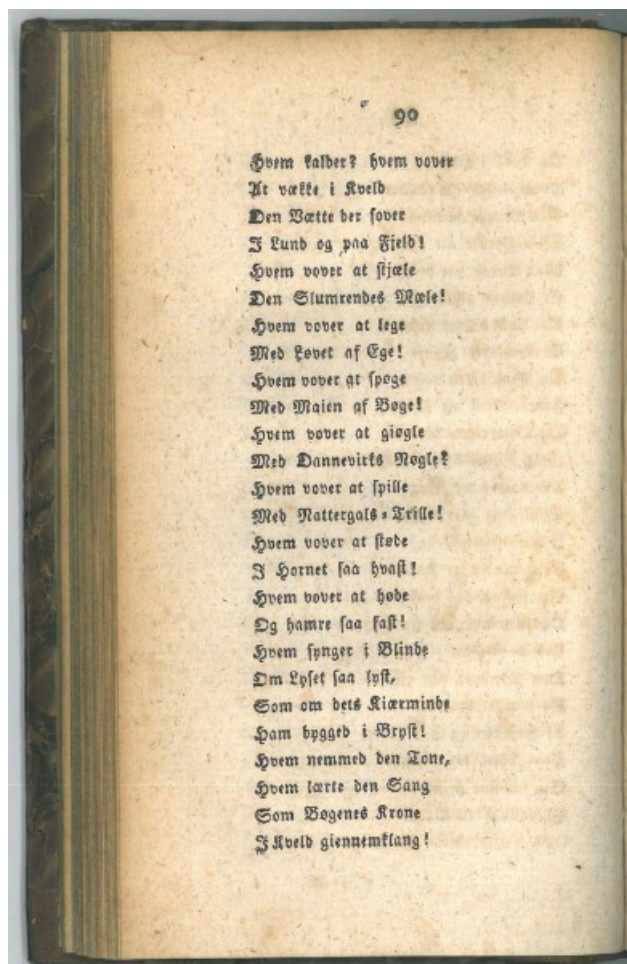 90
Hvem kalder? hvem vover
At vække i Kveld
Den Vætte der sover
I Lund og paa Fjeld!
Hvem vover at stjæle
Den Slumrendes Mæle!
Hvem vover at lege
Med Løvet af Ege!
Hvem vover at spøge
Med Maien af Bøge!
Hvem vover at giøgle
Med Dannevirks Nøgle?
Hvem vover at spille
Med Nattergals-Trille!
Hvem vover at støde
I Hornet saa hvast!
Hvem vover at høde
Og hamre saa fast!
Hvem synger i Blinde
Om Lyset saa lyst,
Som om dets Kiærminde
Ham bygged i Bryst!
Hvem nemmed den Tone,
Hvem lærte den Sang
Som Bøgenes Krone
I Kveld giennemklang!